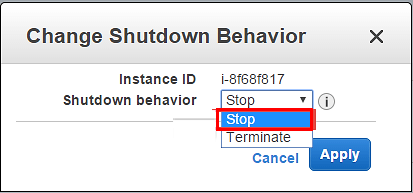 Change Shutdown Behavior
Instance ID i-8f68f817
Shutdown behavior Stop
Stop
Terminate
Cancel Apply